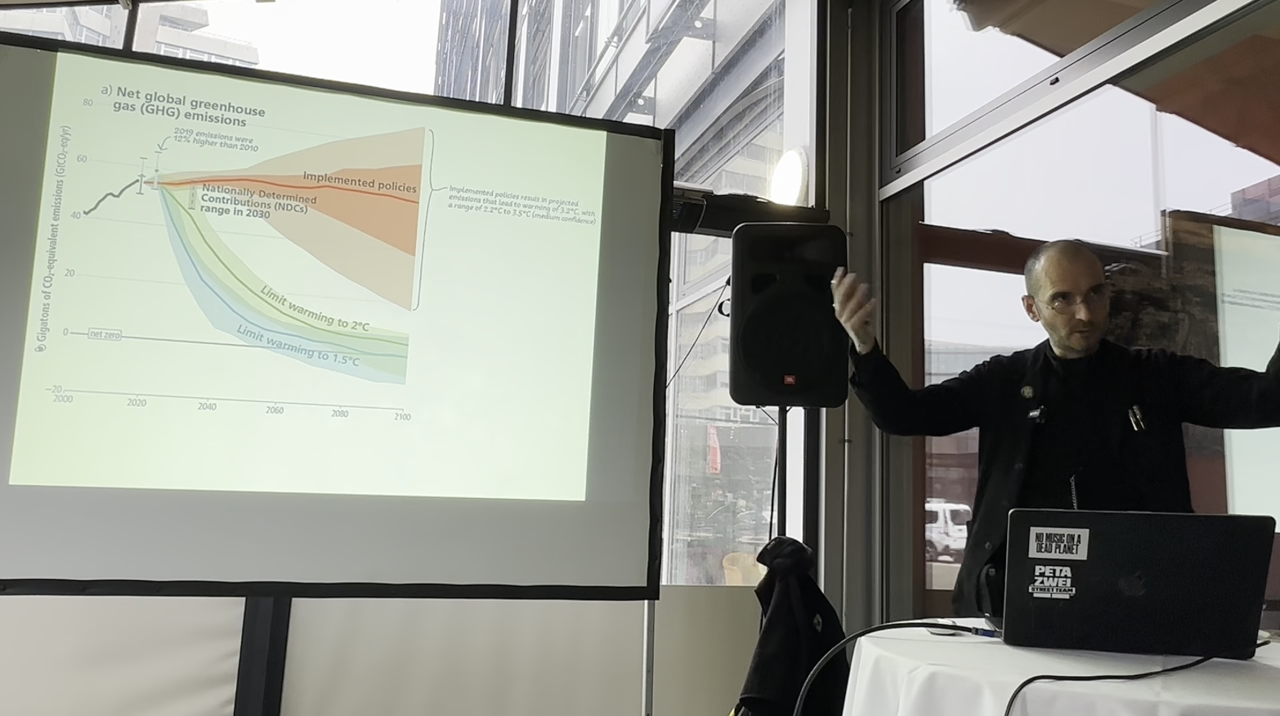 a) Net global greenhouse
gas (GHG) emissions
80
2019 emissions were
12% higher than 2010
60
Implemented policies
Nationally Determined
Contributions (NDCs)
range in 2030
Implemented policies result in projected
emissions that lead to warming of 3.2°C, with
a range of 2.2°C to 3.5°C (medium confidence)
40
Gigatons of CO₂-equivalent emissions (GtCO₂-eq/yr)
20
Limit warming to 2°C
Limit warming to 1.5°C
0
net zero
−20
2000
2020
2040
2060
2080
2100
JBL
NO MUSIC ON A
DEAD PLANET
PETA
ZWEI
STREET TEAM